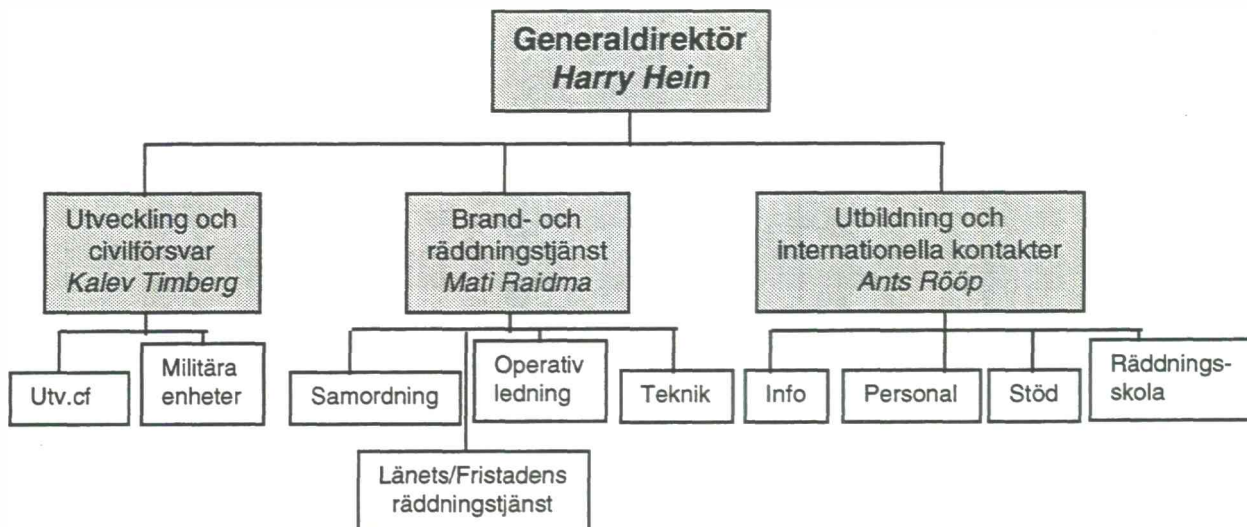 Generaldirektör
Harry Hein
Utveckling och
civilförsvar
Kalev Timberg
Brand- och
räddningstjänst
Mati Raidma
Utbildning och
internationella kontakter
Ants Rööp
Utv.cf
Militära
enheter
Samordning
Operativ
ledning
Teknik
Info
Personal
Stöd
Räddnings-
skola
Länets/Fristadens
räddningstjänst